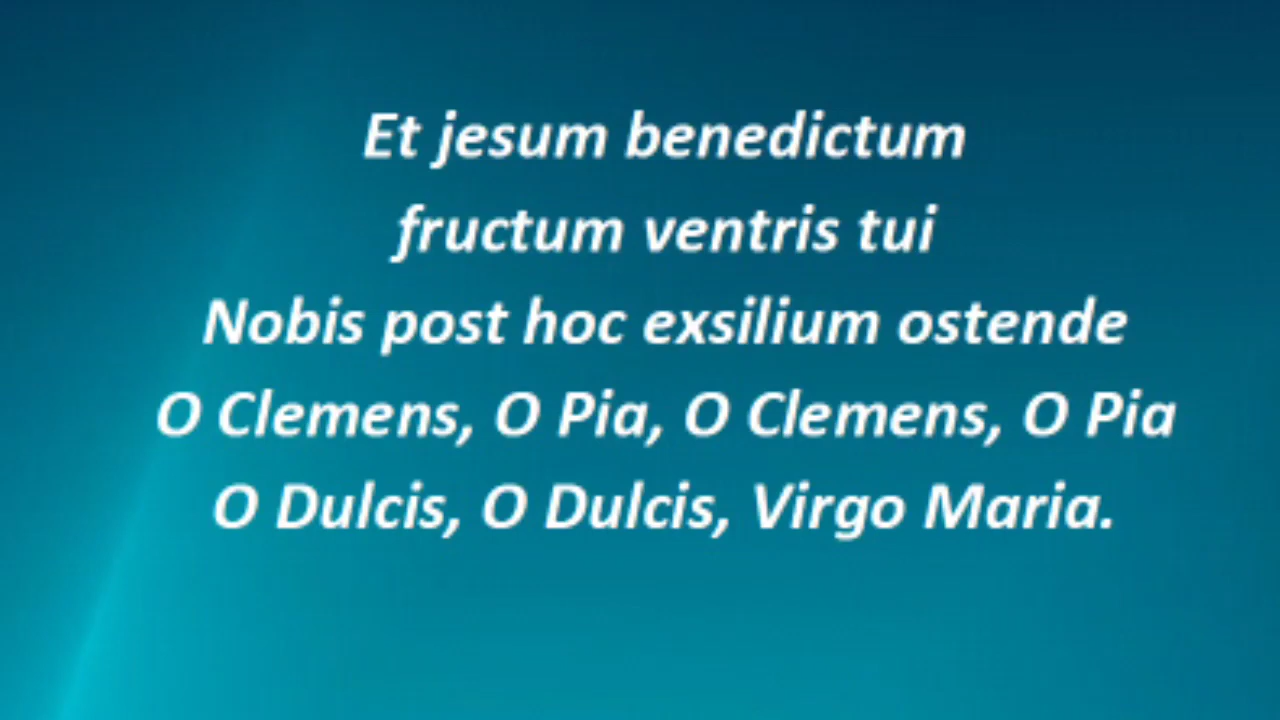 Et jesum benedictum
fructum ventris tui
Nobis post hoc exsilium ostende
O Clemens, O Pia, O Clemens, O Pia
O Dulcis, O Dulcis, Virgo Maria.